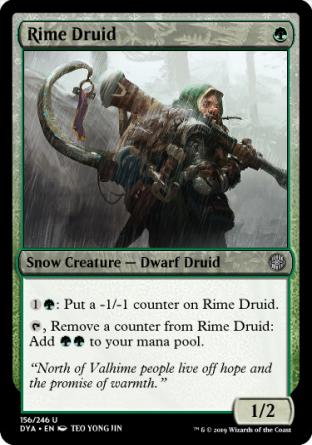 Rime Druid
Snow Creature — Dwarf Druid
1: Put a -1/-1 counter on Rime Druid.
, Remove a counter from Rime Druid:
Add to your mana pool.
“North of Valhime people live off hope and
the promise of warmth.”
1/2
156/246 U
DYA • EN TEO YONG JIN
™ & © 2019 Wizards of the Coast